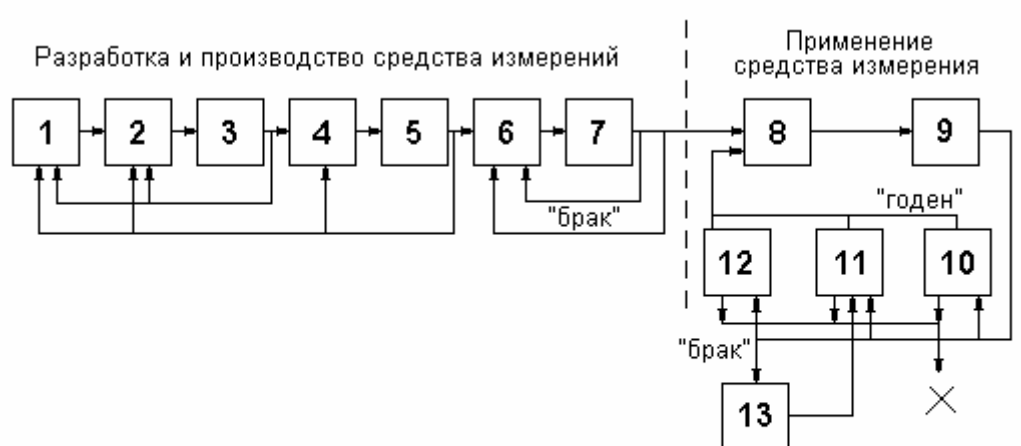 Разработка и производство средства измерений
Применение
средства измерения
1
2
3
4
5
6
7
8
9
"брак"
"годен"
12
11
10
"брак"
13